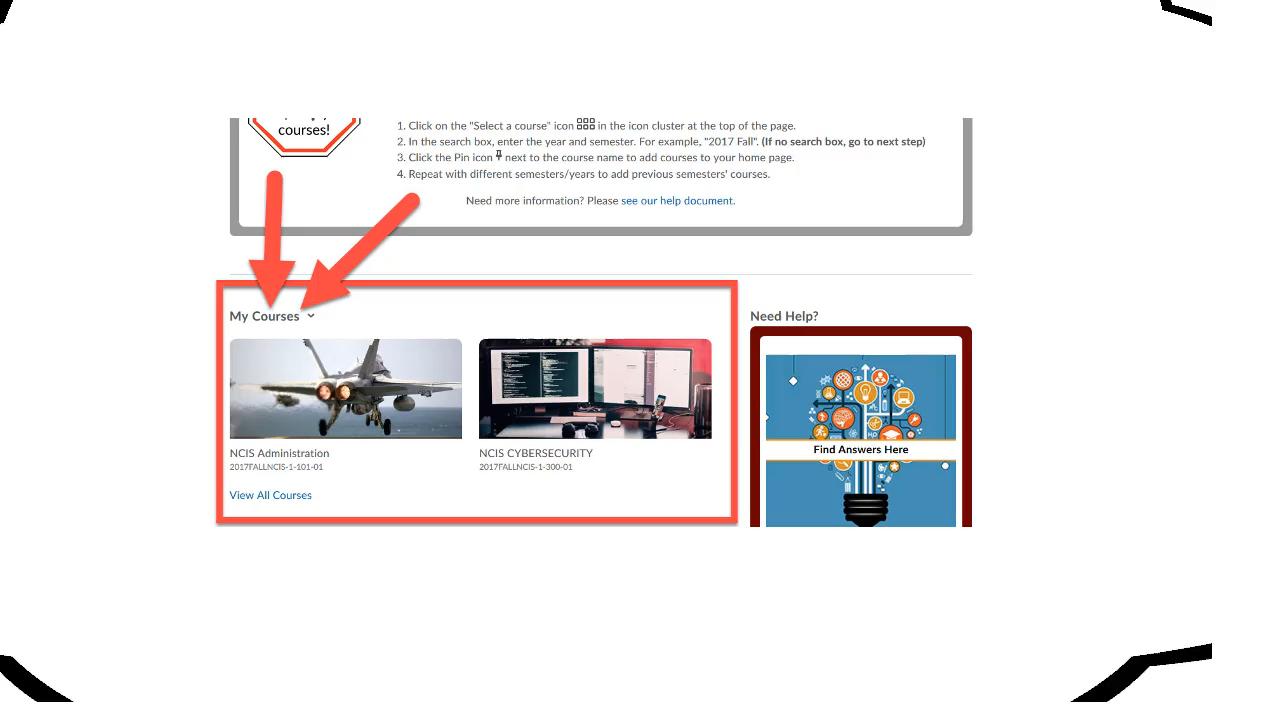 courses!
1. Click on the "Select a course" icon in the icon cluster at the top of the page.
2. In the search box, enter the year and semester. For example, "2017 Fall". (If no search box, go to next step)
3. Click the Pin icon next to the course name to add courses to your home page.
4. Repeat with different semesters/years to add previous semesters' courses.
Need more information? Please see our help document.
My Courses
NCIS Administration
2017FALLNCIS-1-101-01
NCIS CYBERSECURITY
2017FALLNCIS-1-300-01
View All Courses
Need Help?
H₂O
Find Answers Here